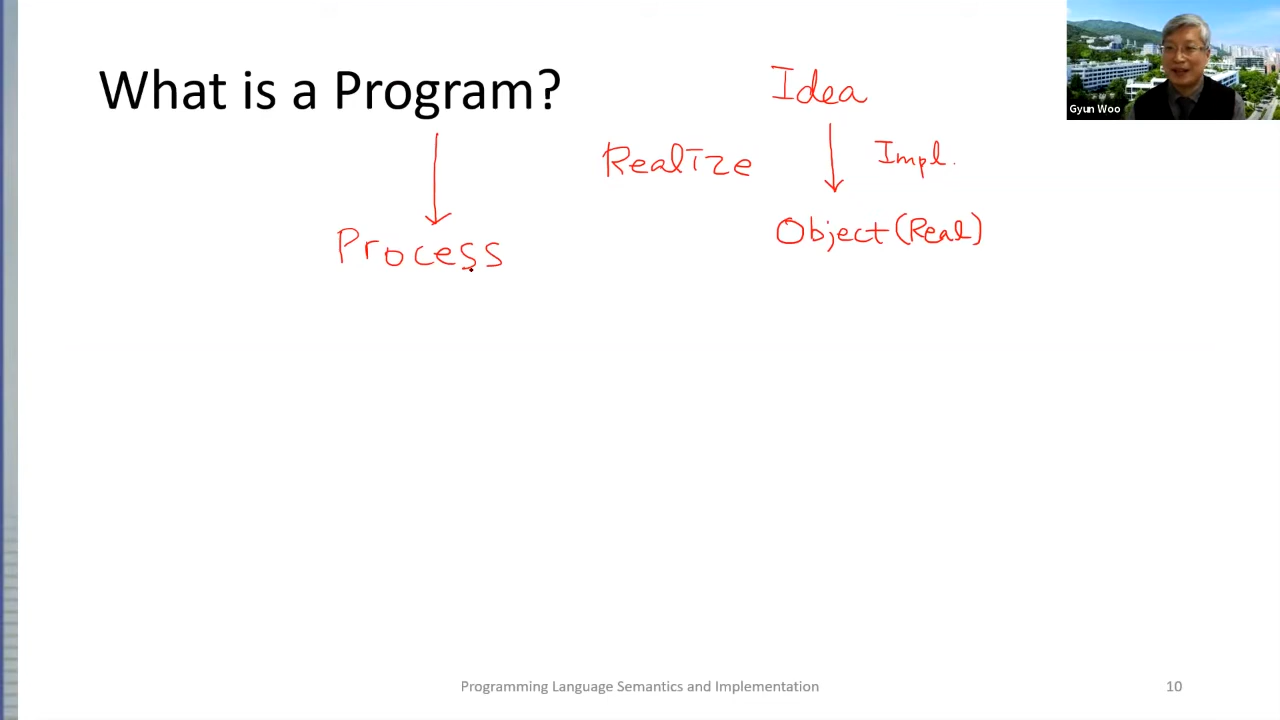 What is a Program?
Idea
Realize
Impl.
Object (Real)
Process
Gyun Woo
Programming Language Semantics and Implementation
10